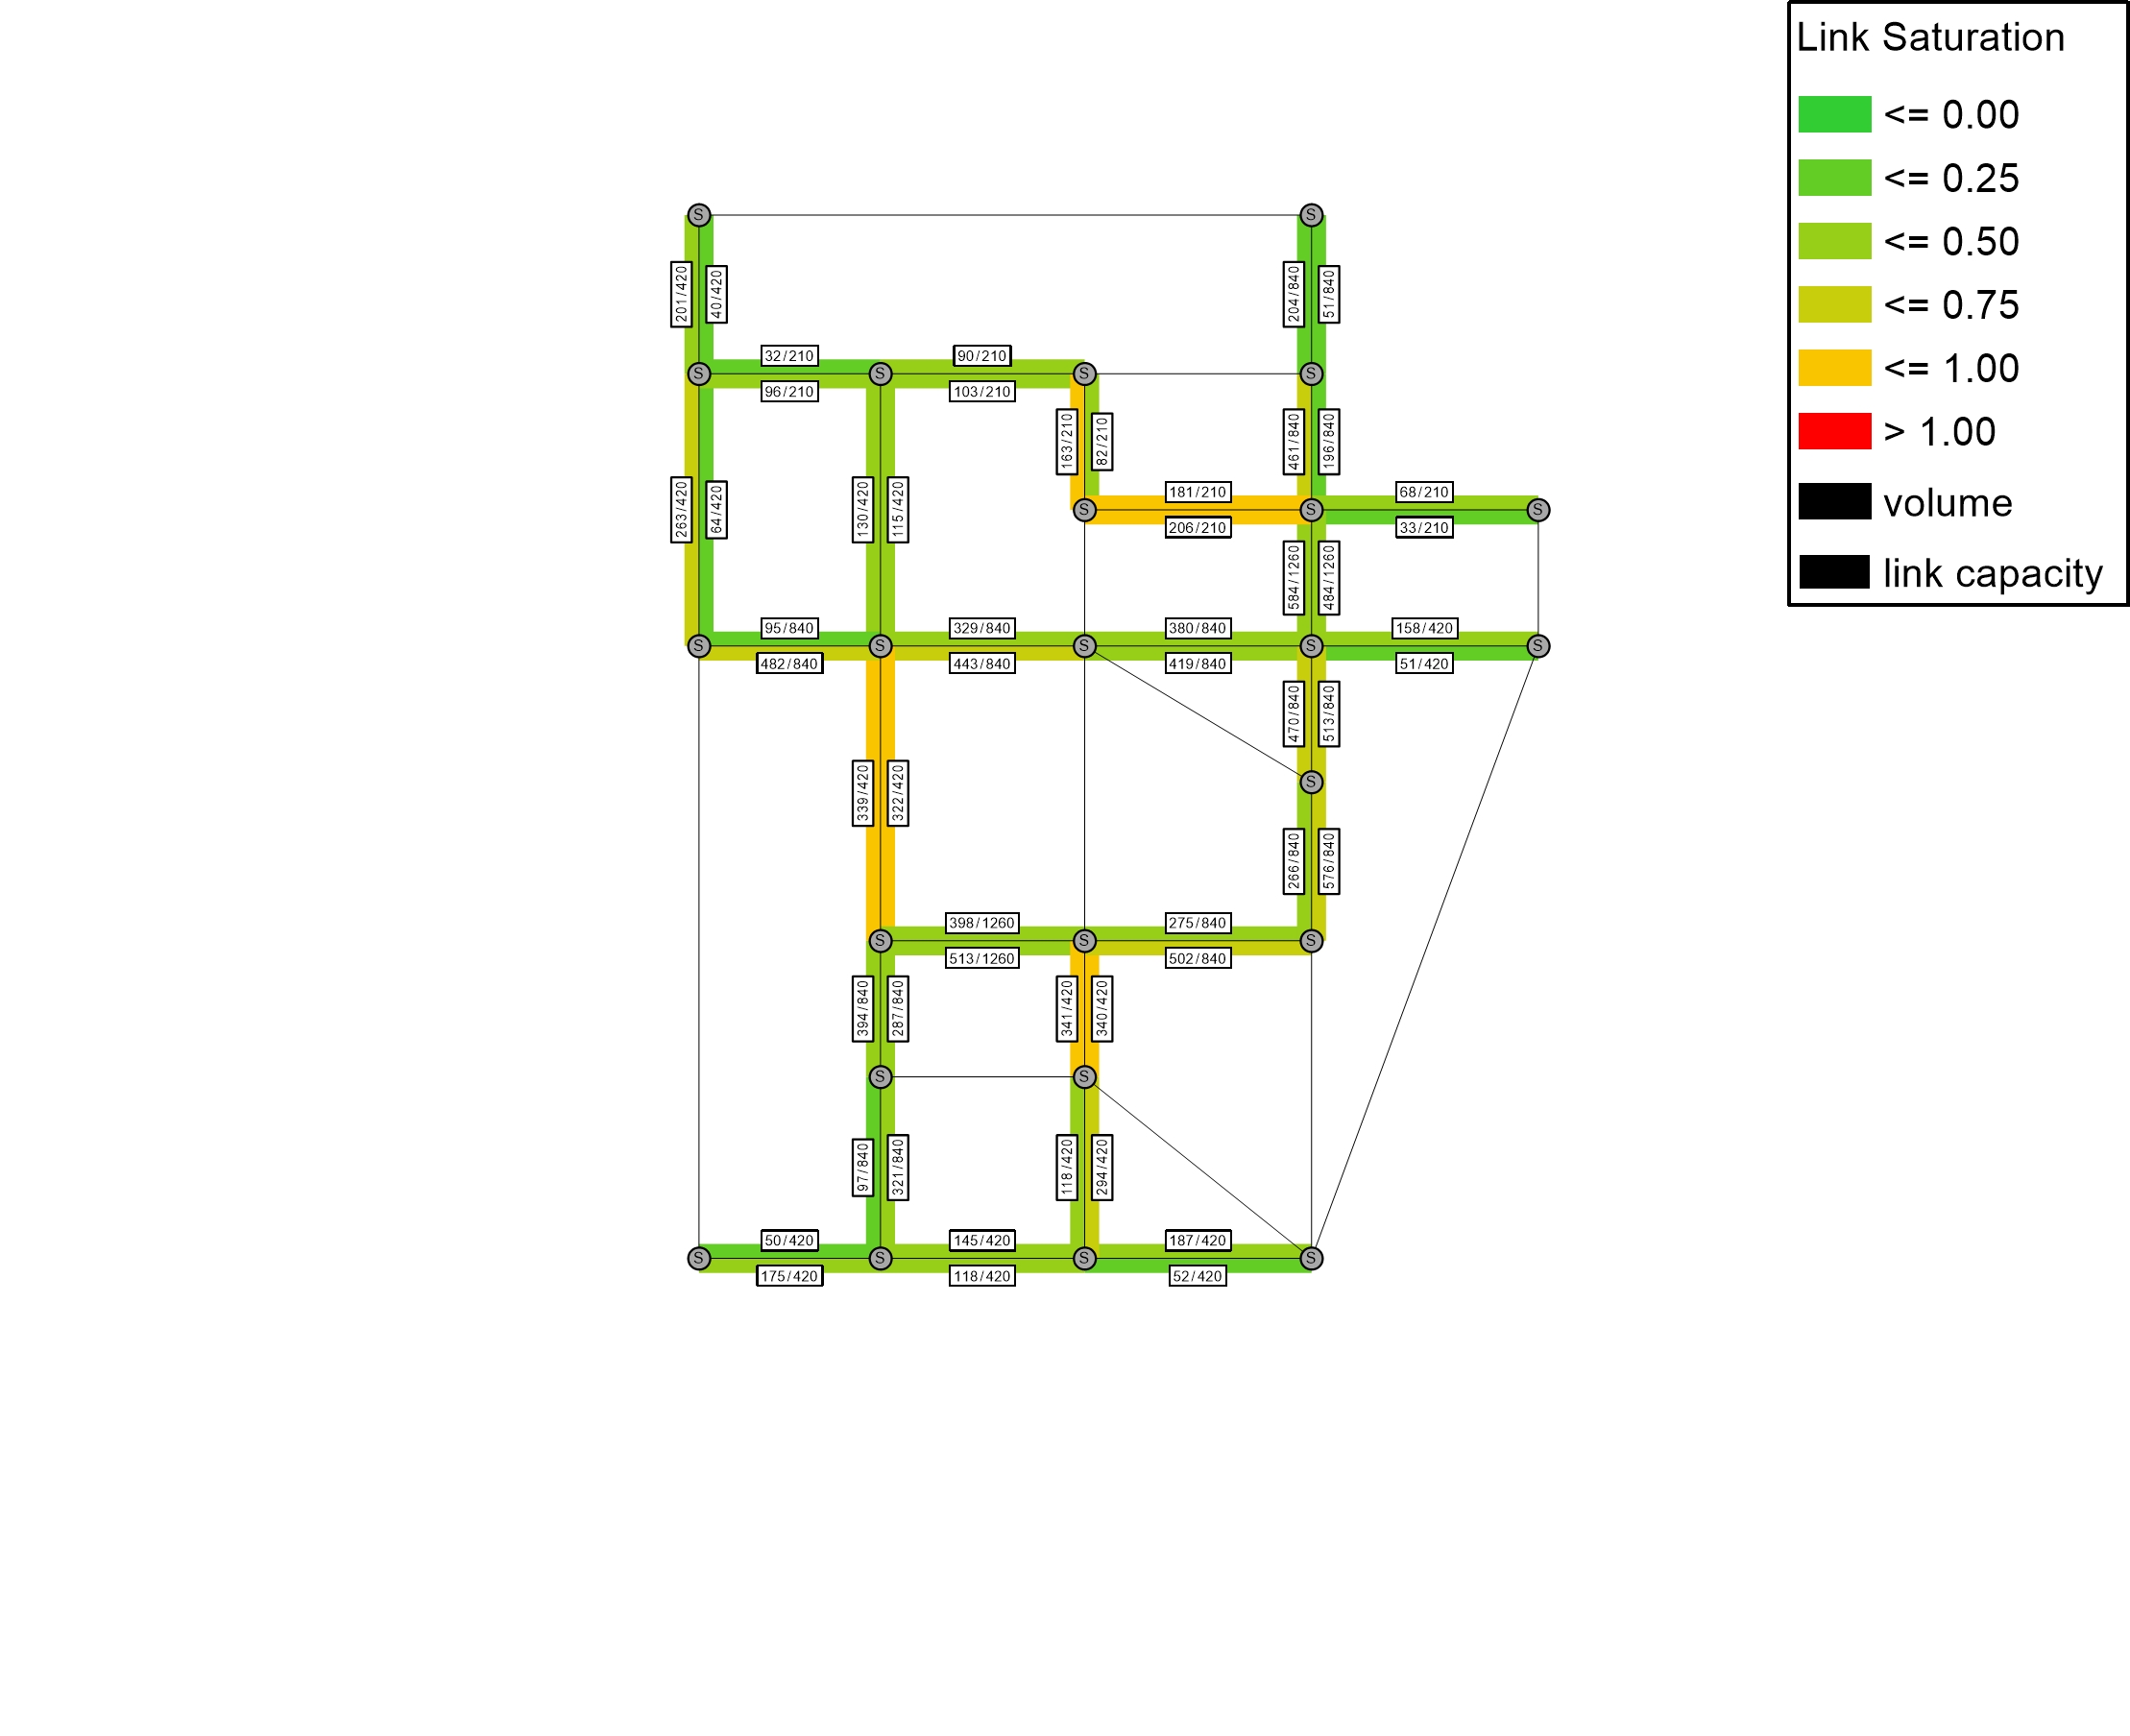 Link Saturation
<= 0.00
<= 0.25
<= 0.50
<= 0.75
<= 1.00
> 1.00
volume
link capacity
S
S
201/420
40/420
204/840
51/840
32/210
90/210
S
S
S
S
96/210
103/210
163/210
82/210
461/840
196/840
263/420
64/420
130/420
115/420
181/210
68/210
S
S
S
206/210
33/210
584/1260
484/1260
95/840
329/840
380/840
158/420
S
S
S
S
S
482/840
443/840
419/840
51/420
470/840
513/840
S
339/420
322/420
266/840
576/840
398/1260
275/840
S
S
S
513/1260
502/840
394/840
287/840
341/420
340/420
S
S
97/840
321/840
118/420
294/420
50/420
145/420
187/420
S
S
S
S
175/420
118/420
52/420